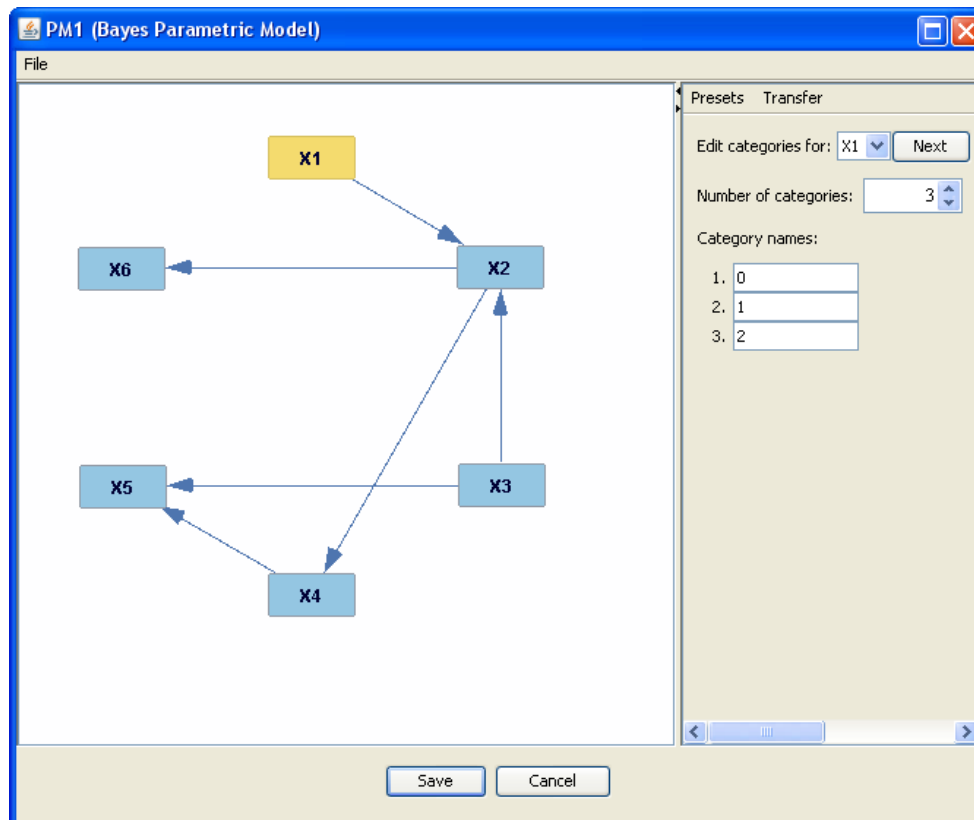 PM1 (Bayes Parametric Model)
File
Presets Transfer
Edit categories for: X1 Next
Number of categories: 3
Category names:
1. 0
2. 1
3. 2
X1
X6
X2
X5
X3
X4
Save Cancel